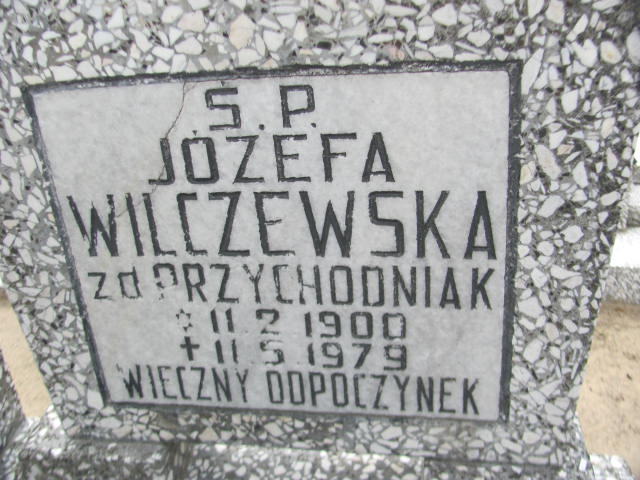 Ś.P.
JÓZEFA
WILCZEWSKA
zd PRZYCHODNIAK
* 11.2.1900
+ 11.5.1979
WIECZNY ODPOCZYNEK